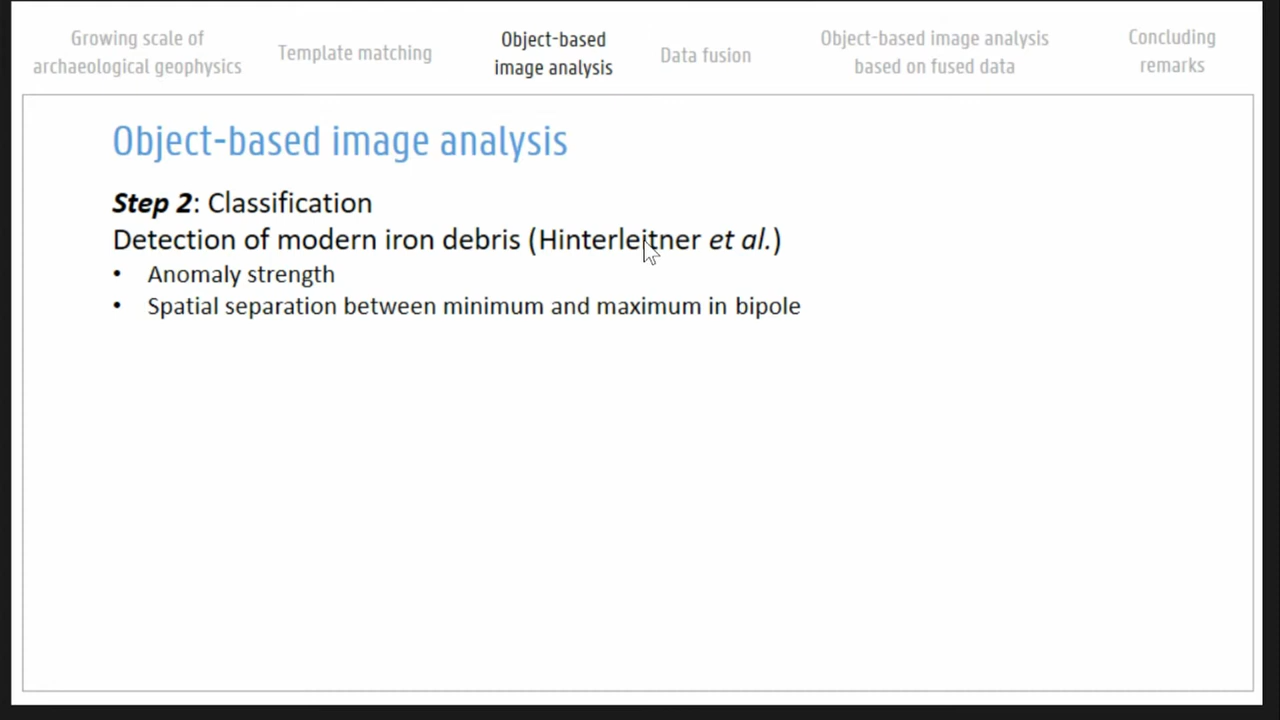 Growing scale of
archaeological geophysics
Template matching
Object-based
image analysis
Data fusion
Object-based image analysis
based on fused data
Concluding
remarks
Object-based image analysis
Step 2: Classification
Detection of modern iron debris (Hinterleitner et al.)
• Anomaly strength
• Spatial separation between minimum and maximum in bipole